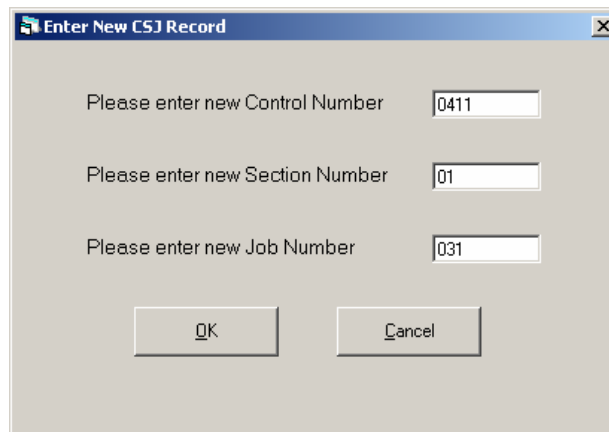 Enter New CSJ Record
Please enter new Control Number 0411
Please enter new Section Number 01
Please enter new Job Number 031
OK Cancel